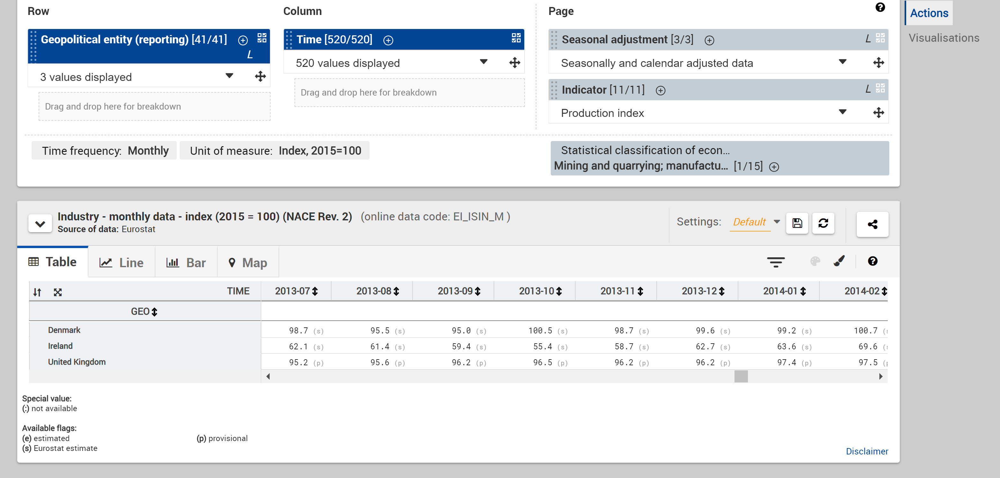 Row
Column
Page
Actions
Visualisations
Geopolitical entity (reporting) [41/41]
L
3 values displayed
Drag and drop here for breakdown
Time [520/520]
520 values displayed
Drag and drop here for breakdown
Seasonal adjustment [3/3] L
Seasonally and calendar adjusted data
Indicator [11/11] L
Production index
Time frequency: Monthly
Unit of measure: Index, 2015=100
Statistical classification of econ...
Mining and quarrying; manufactu... [1/15]
Industry - monthly data - index (2015 = 100) (NACE Rev. 2) (online data code: EI_ISIN_M )
Source of data: Eurostat
Settings: Default
Table Line Bar Map
TIME 2013-07 2013-08 2013-09 2013-10 2013-11 2013-12 2014-01 2014-02
GEO
Denmark 98.7 (s) 95.5 (s) 95.0 (s) 100.5 (s) 98.7 (s) 99.6 (s) 99.2 (s) 100.7
Ireland 62.1 (s) 61.4 (s) 59.4 (s) 55.4 (s) 58.7 (s) 62.7 (s) 63.6 (s) 69.6
United Kingdom 95.2 (p) 95.6 (p) 96.2 (p) 96.5 (p) 96.2 (p) 96.2 (p) 97.4 (p) 97.5
Special value:
(:) not available
Available flags:
(e) estimated
(p) provisional
(s) Eurostat estimate
Disclaimer